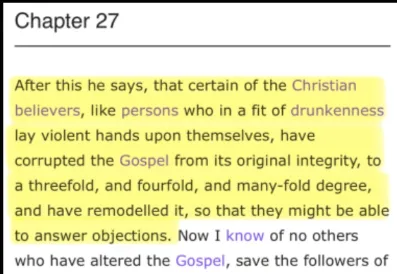 Chapter 27
After this he says, that certain of the Christian
believers, like persons who in a fit of drunkenness
lay violent hands upon themselves, have
corrupted the Gospel from its original integrity, to
a threefold, and fourfold, and many-fold degree,
and have remodelled it, so that they might be able
to answer objections. Now I know of no others
who have altered the Gospel, save the followers of